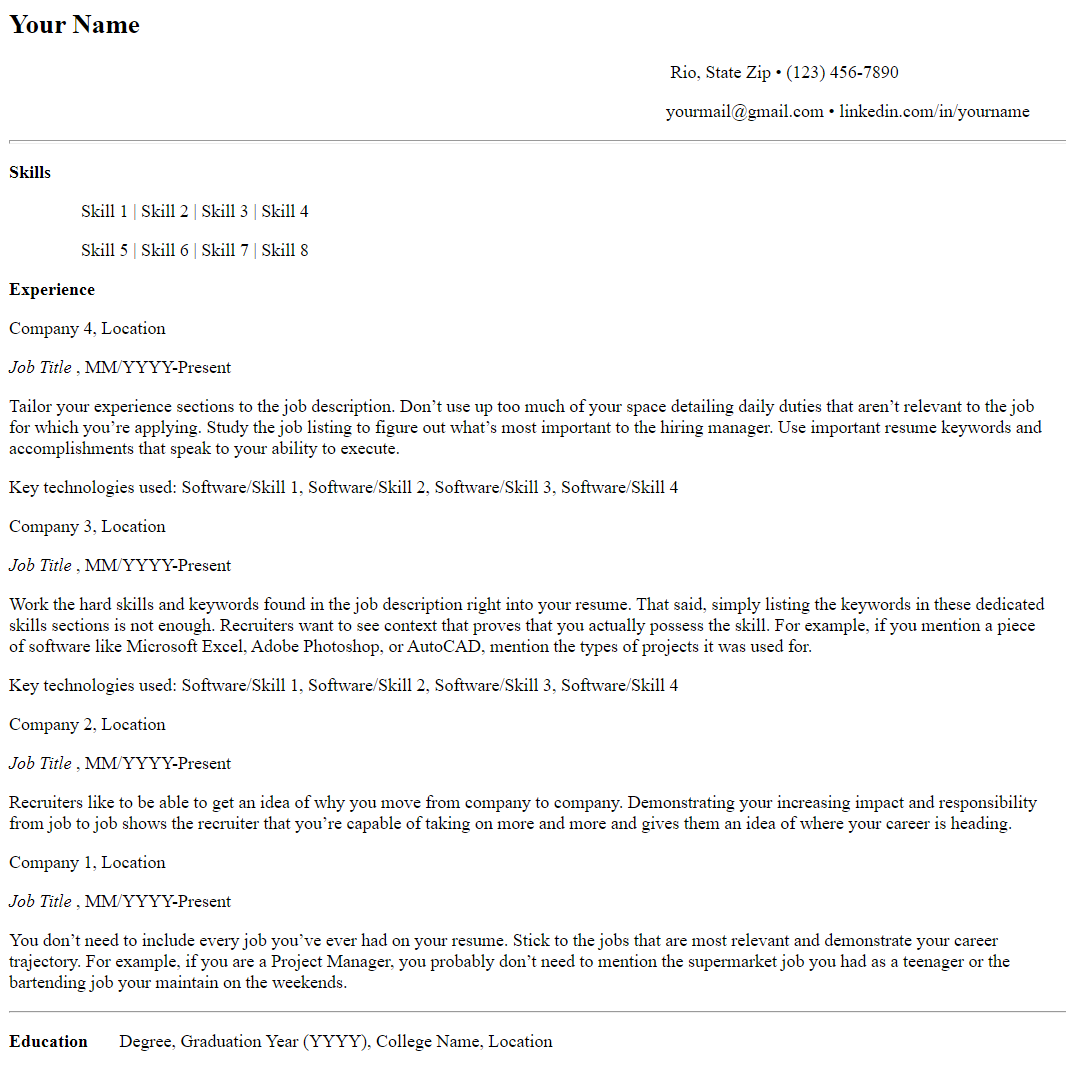 Your Name
Rio, State Zip • (123) 456-7890
yourmail@gmail.com • linkedin.com/in/yourname
Skills
Skill 1 | Skill 2 | Skill 3 | Skill 4
Skill 5 | Skill 6 | Skill 7 | Skill 8
Experience
Company 4, Location
Job Title , MM/YYYY-Present
Tailor your experience sections to the job description. Don’t use up too much of your space detailing daily duties that aren’t relevant to the job
for which you’re applying. Study the job listing to figure out what’s most important to the hiring manager. Use important resume keywords and
accomplishments that speak to your ability to execute.
Key technologies used: Software/Skill 1, Software/Skill 2, Software/Skill 3, Software/Skill 4
Company 3, Location
Job Title , MM/YYYY-Present
Work the hard skills and keywords found in the job description right into your resume. That said, simply listing the keywords in these dedicated
skills sections is not enough. Recruiters want to see context that proves that you actually possess the skill. For example, if you mention a piece
of software like Microsoft Excel, Adobe Photoshop, or AutoCAD, mention the types of projects it was used for.
Key technologies used: Software/Skill 1, Software/Skill 2, Software/Skill 3, Software/Skill 4
Company 2, Location
Job Title , MM/YYYY-Present
Recruiters like to be able to get an idea of why you move from company to company. Demonstrating your increasing impact and responsibility
from job to job shows the recruiter that you’re capable of taking on more and more and gives them an idea of where your career is heading.
Company 1, Location
Job Title , MM/YYYY-Present
You don’t need to include every job you’ve ever had on your resume. Stick to the jobs that are most relevant and demonstrate your career
trajectory. For example, if you are a Project Manager, you probably don’t need to mention the supermarket job you had as a teenager or the
bartending job your maintain on the weekends.
Education Degree, Graduation Year (YYYY), College Name, Location